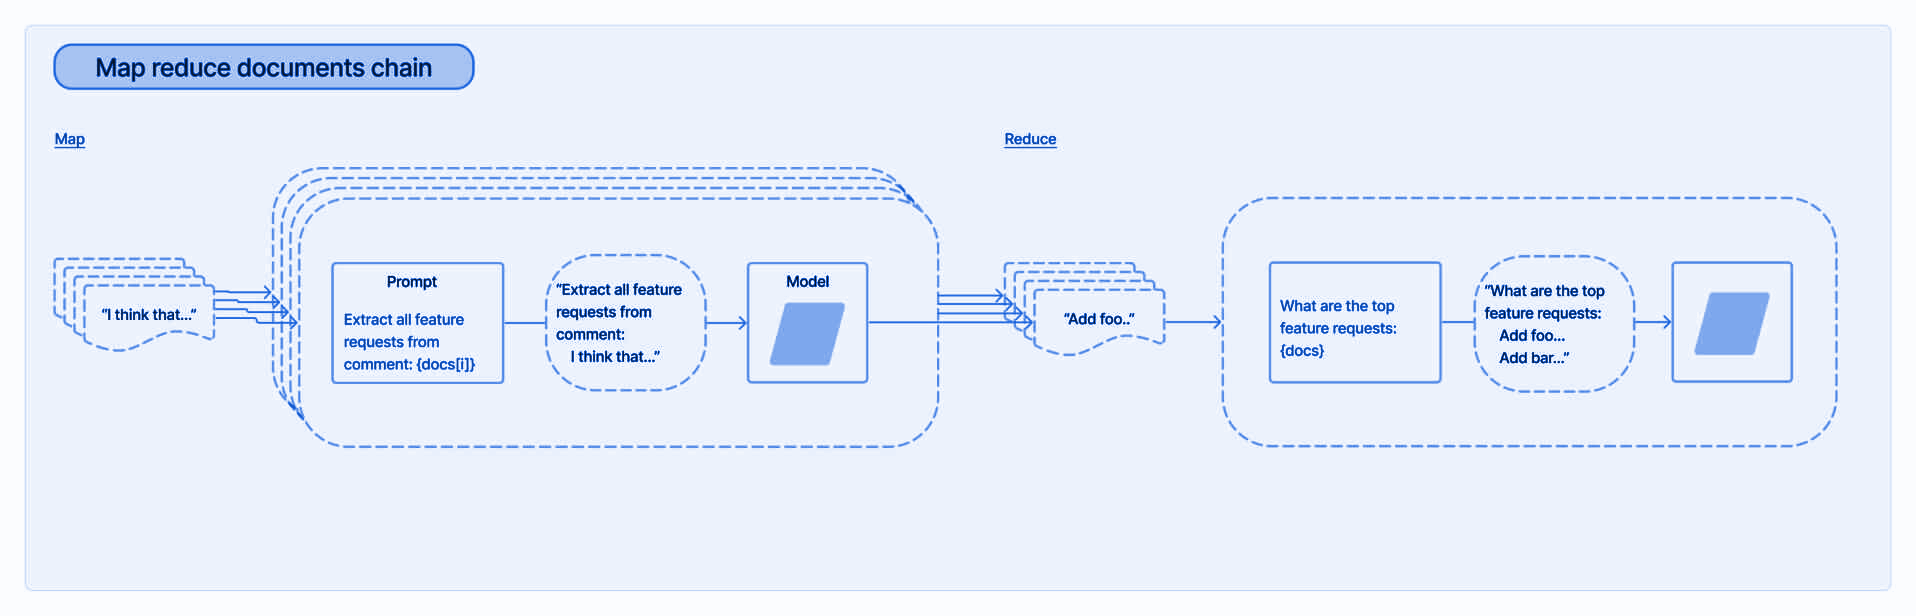 Map reduce documents chain
Map
Reduce
“I think that...”
Prompt
Extract all feature
requests from
comment: {docs[i]}
“Extract all feature
requests from
comment:
I think that...”
Model
“Add foo..”
What are the top
feature requests:
{docs}
“What are the top
feature requests:
Add foo...
Add bar...”